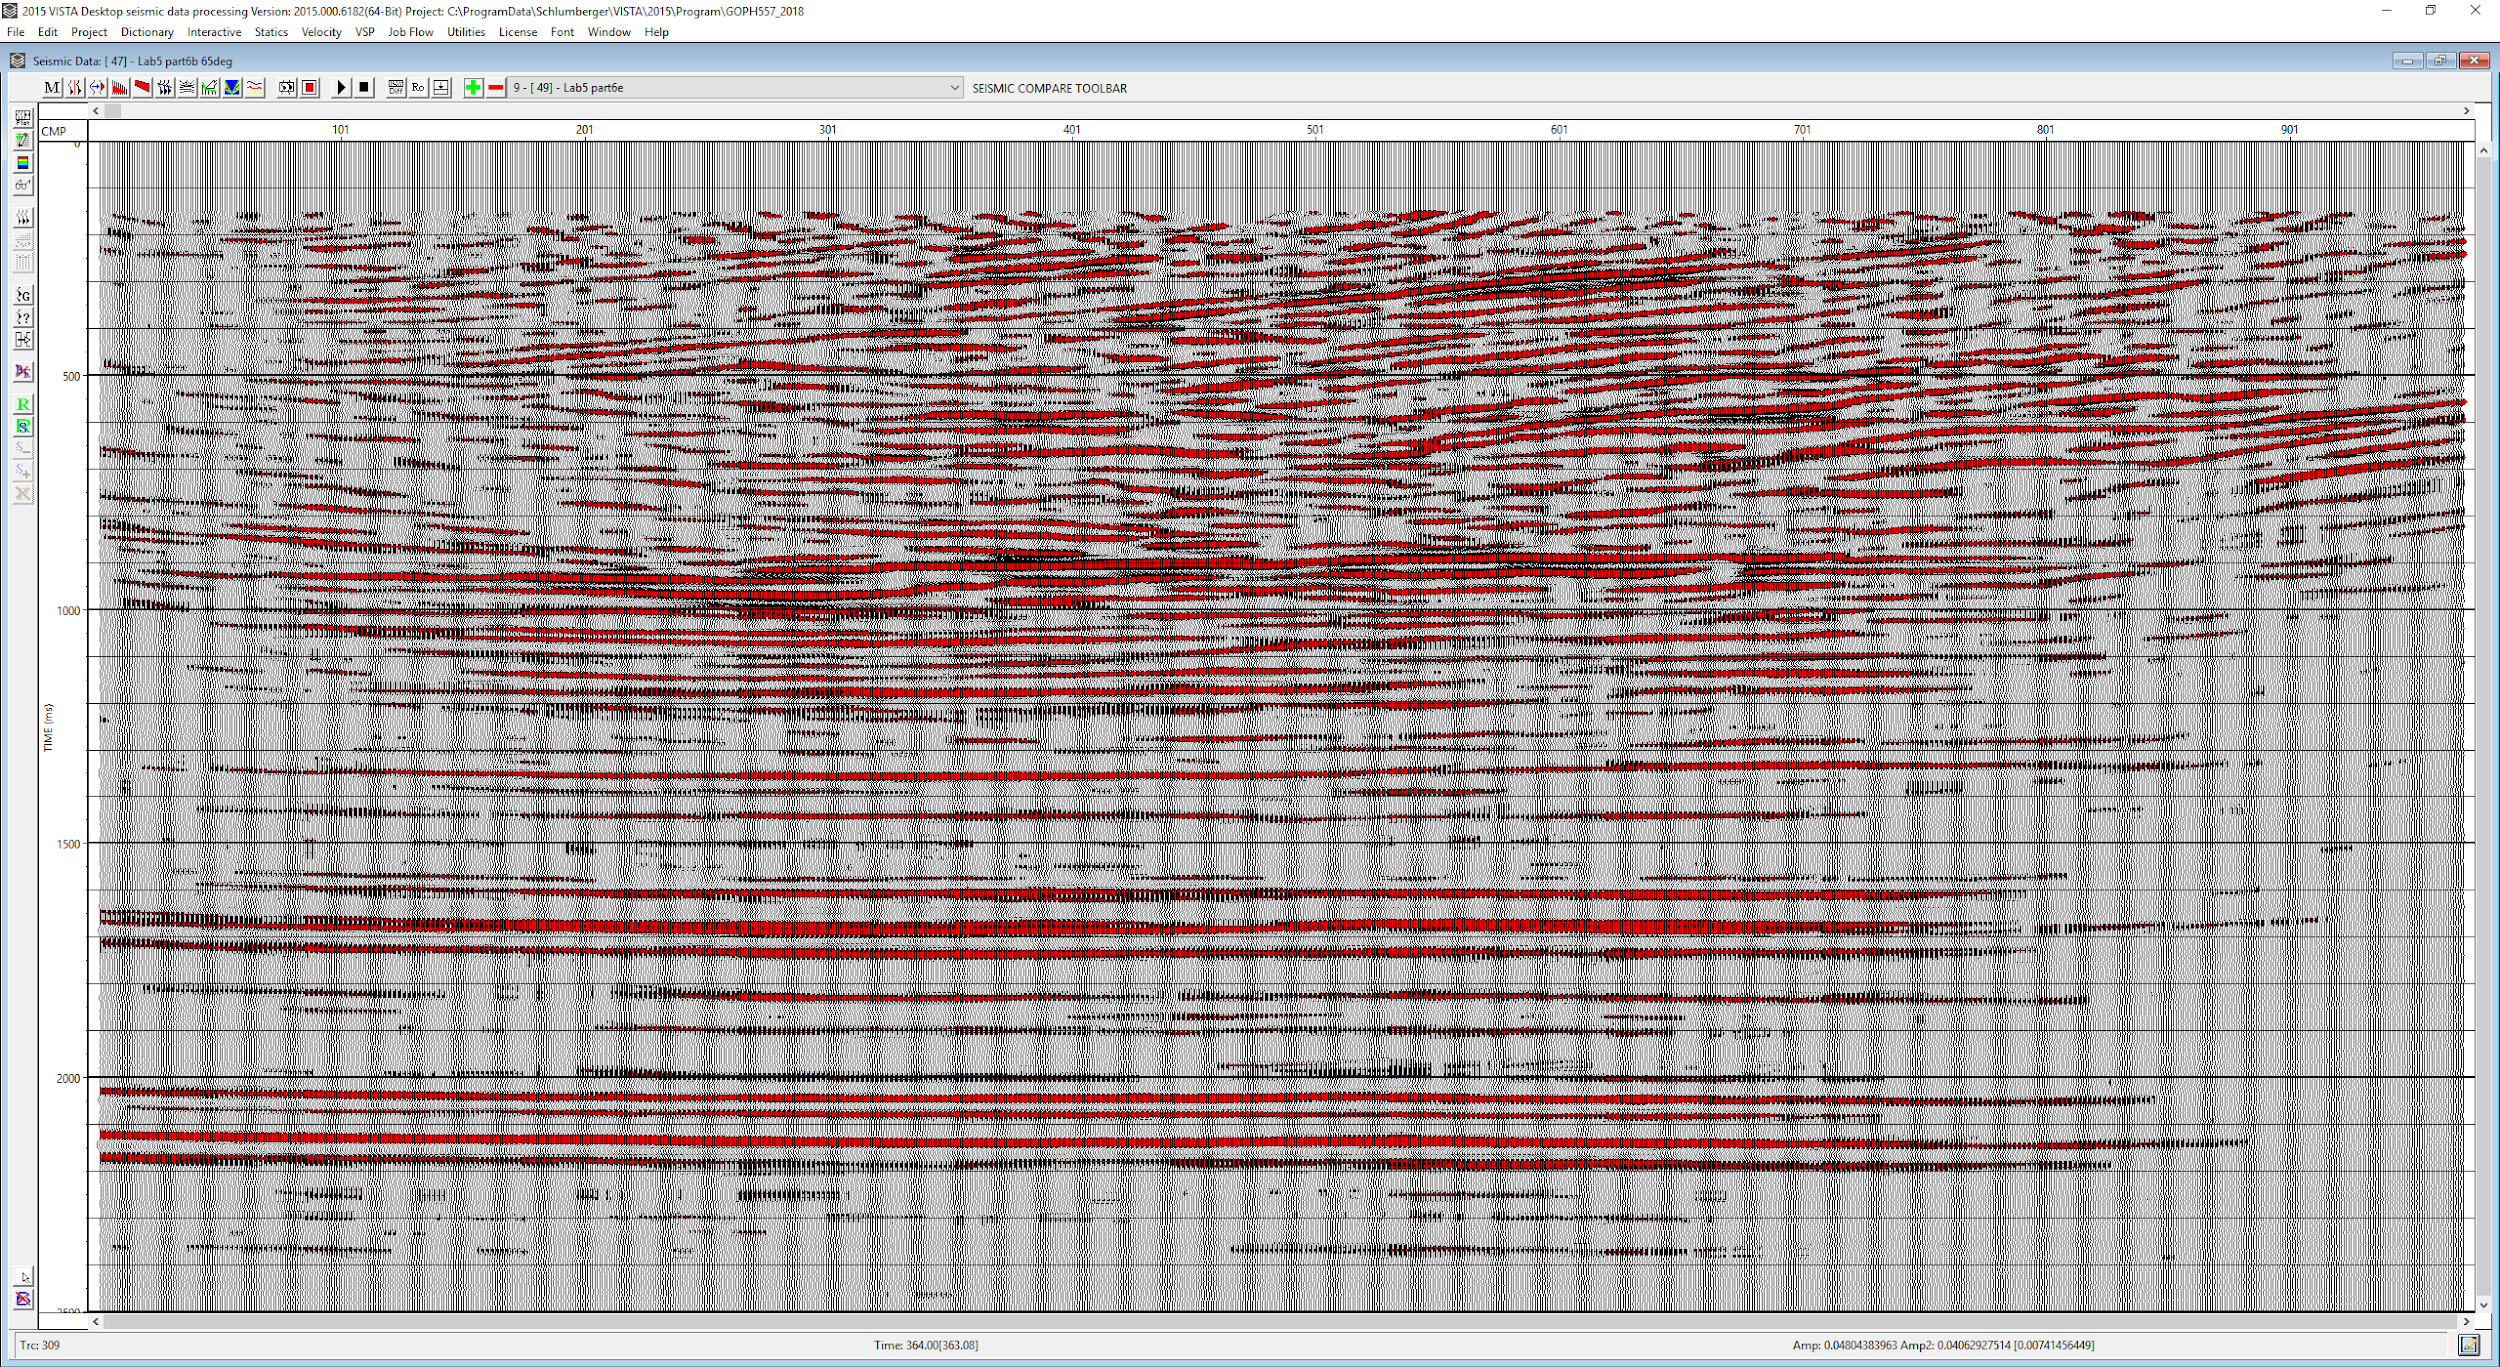 2015 VISTA Desktop seismic data processing Version: 2015.000.6182(64-Bit) Project: C:\ProgramData\Schlumberger\VISTA\2015\Program\GOPH557_2018
File Edit Project Dictionary Interactive Statics Velocity VSP Job Flow Utilities License Font Window Help
Seismic Data: [ 47] - Lab5 part6b 65deg
M Diff Ro 9 - [ 49] - Lab5 part6e SEISMIC COMPARE TOOLBAR
CMP 101 201 301 401 501 601 701 801 901
0
500
1000
TIME (ms)
1500
2000
2500
G
??
R
R
S
S
Trc: 309 Time: 364.00[363.08] Amp: 0.04804383963 Amp2: 0.04062927514 [0.00741456449]